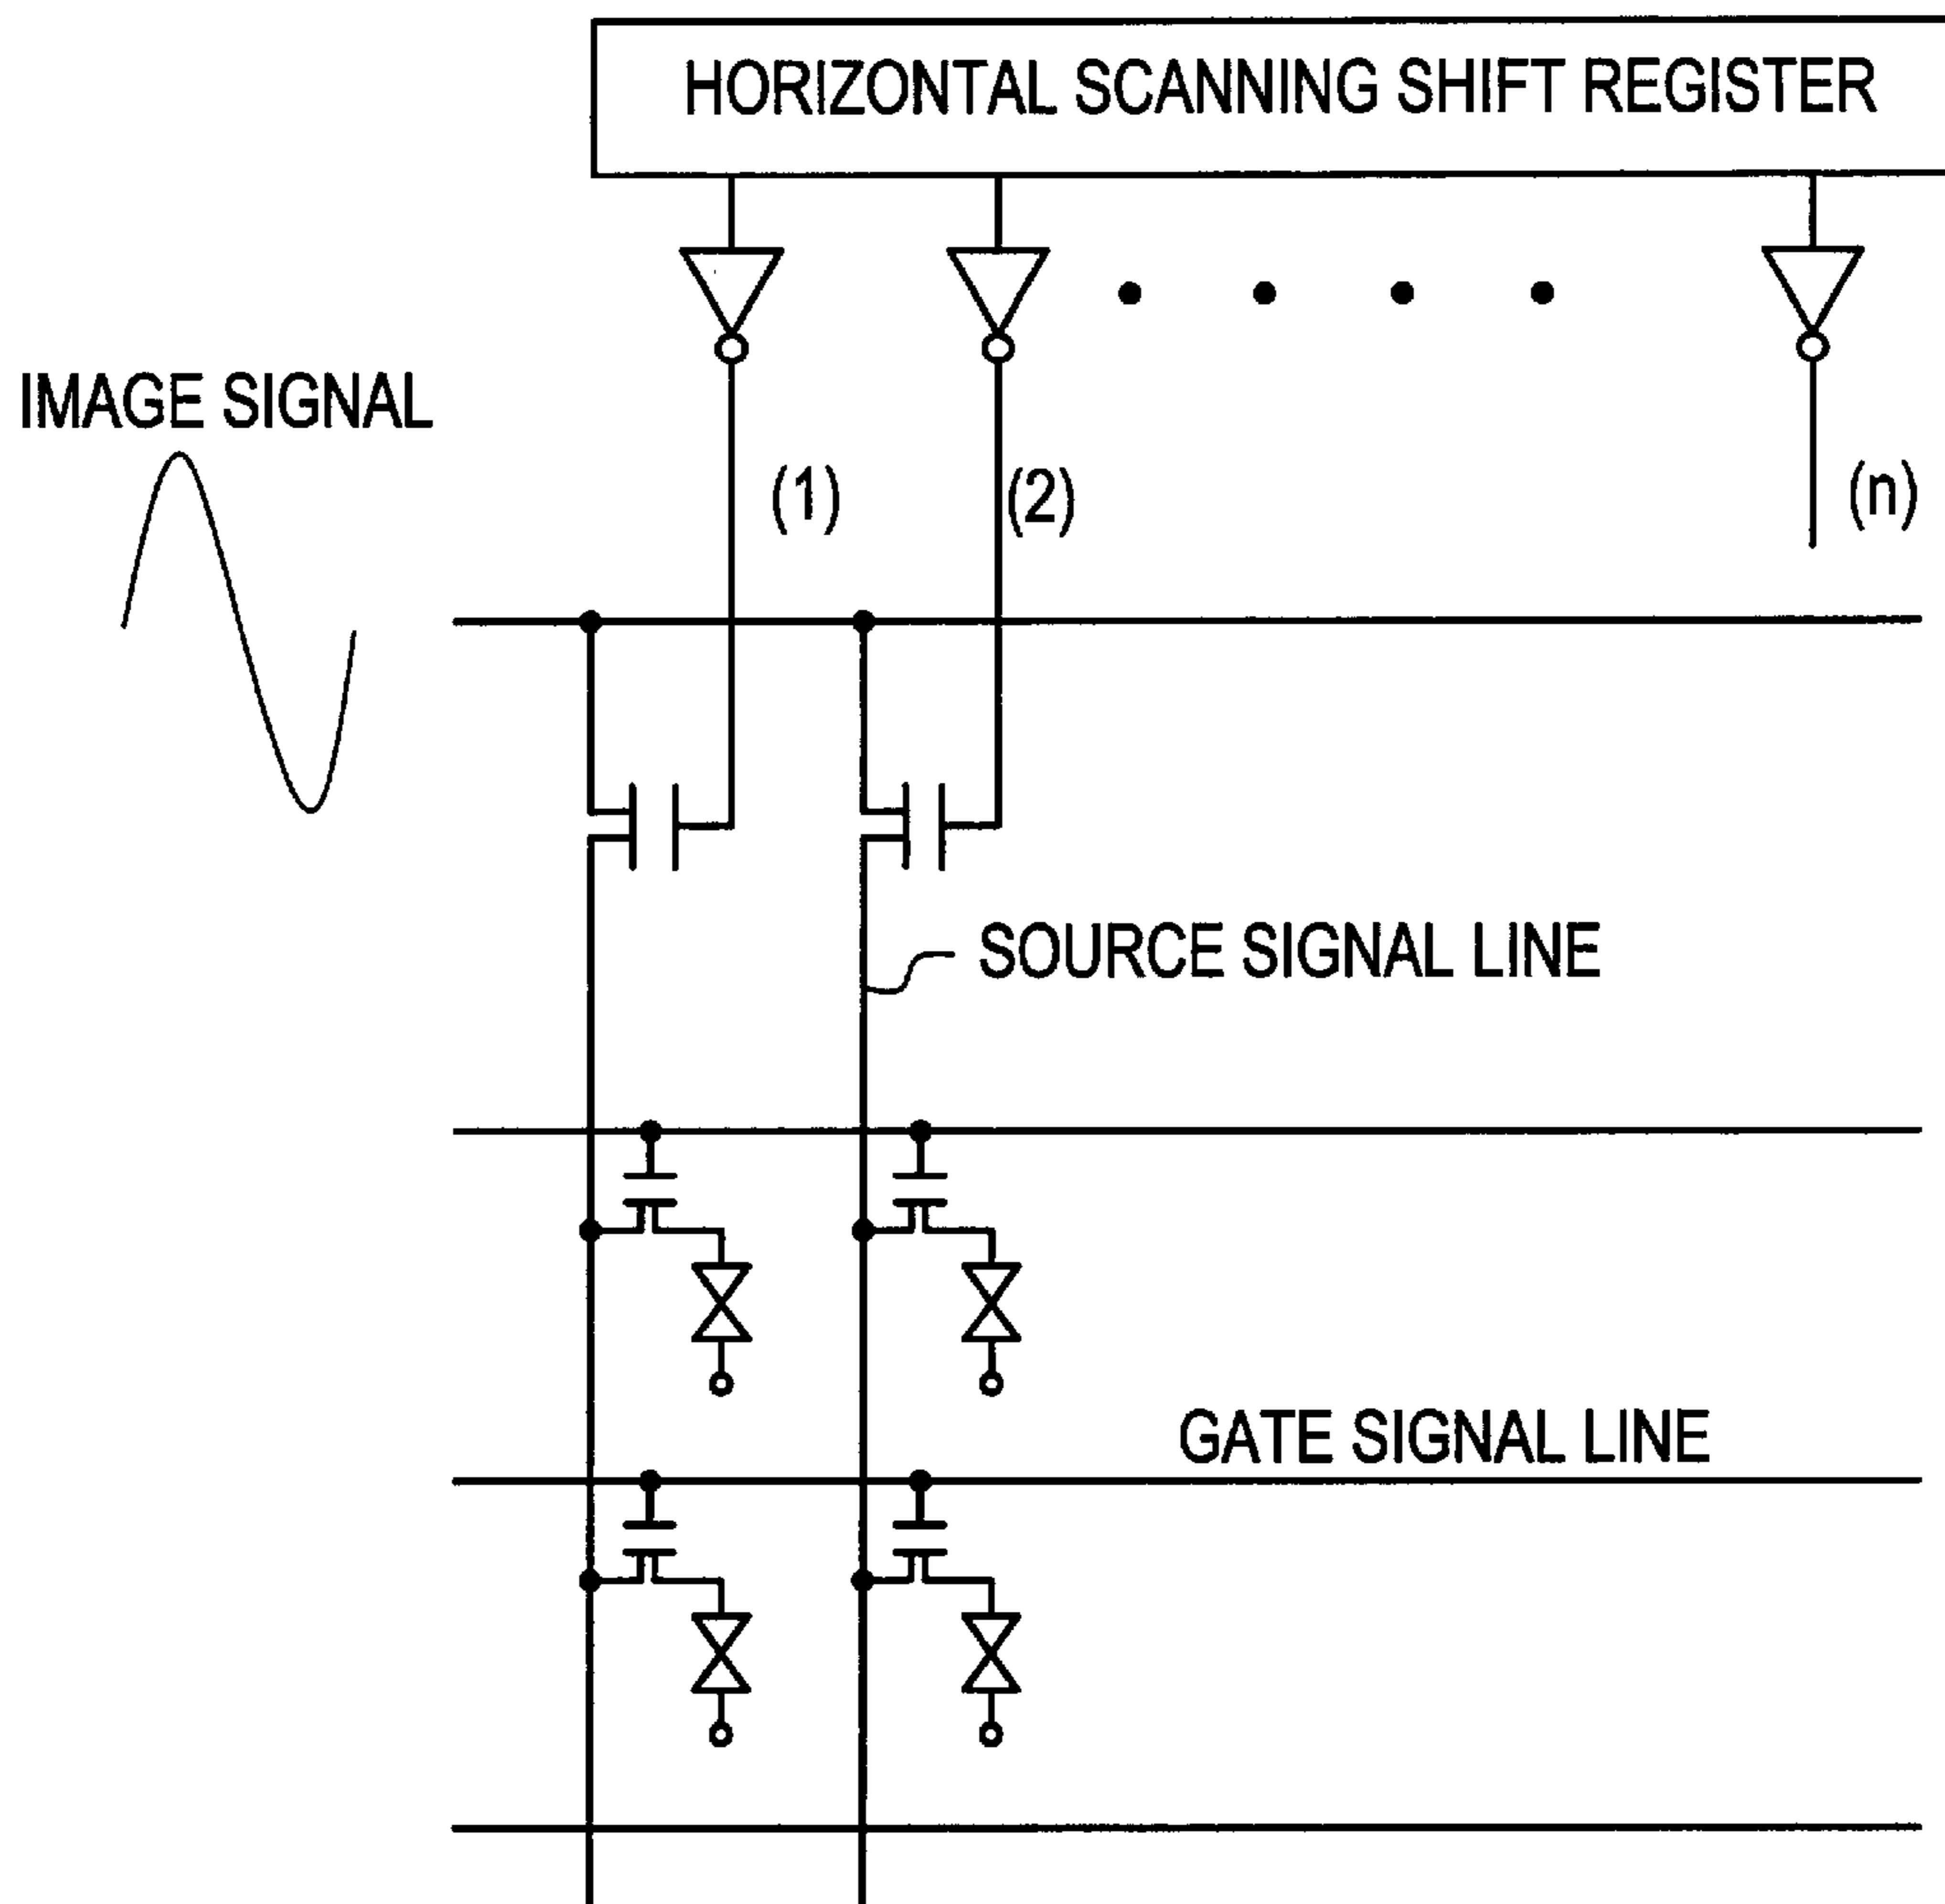 HORIZONTAL SCANNING SHIFT REGISTER
IMAGE SIGNAL
(1)
(2)
(n)
SOURCE SIGNAL LINE
GATE SIGNAL LINE